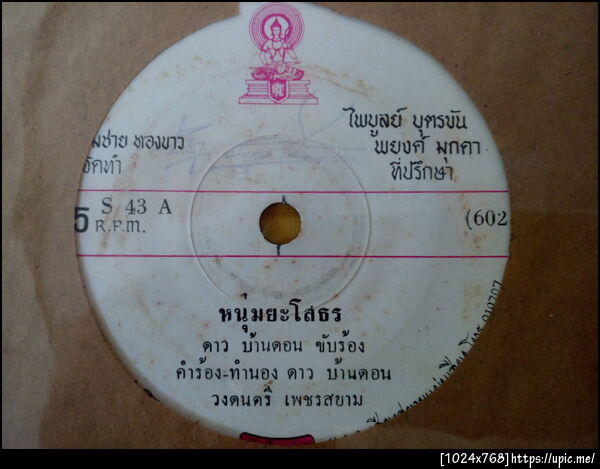 ไพบูลย์ บุตรขัน
พยงค์ มุกดา
ที่ปรึกษา
มชาย ทองขาว
จัดทำ
S 43 A
5 R.P.M.
(602
หนุ่มยะโสธร
ดาว บ้านดอน ขับร้อง
คำร้อง-ทำนอง ดาว บ้านดอน
วงดนตรี เพชรสยาม
[1024x768]https://upic.me/